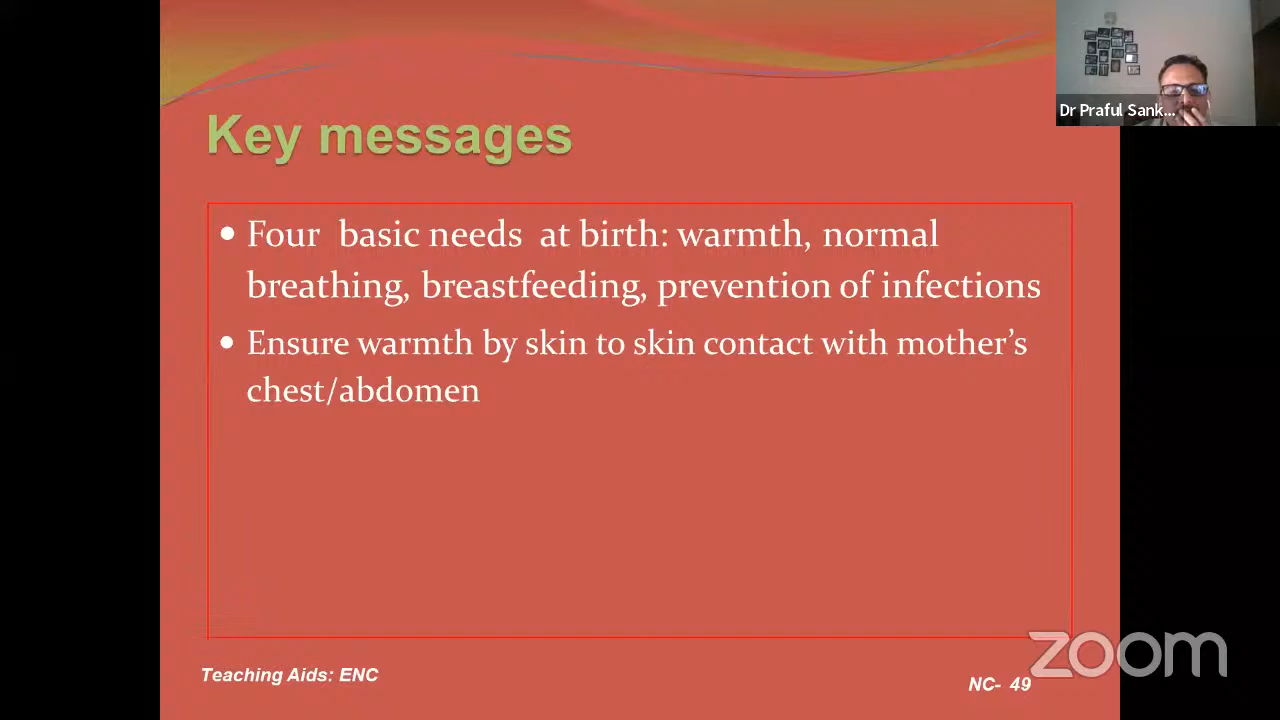 Dr Praful Sank...
Key messages
• Four basic needs at birth: warmth, normal
breathing, breastfeeding, prevention of infections
• Ensure warmth by skin to skin contact with mother’s
chest/abdomen
Teaching Aids: ENC
NC- 49
zoom